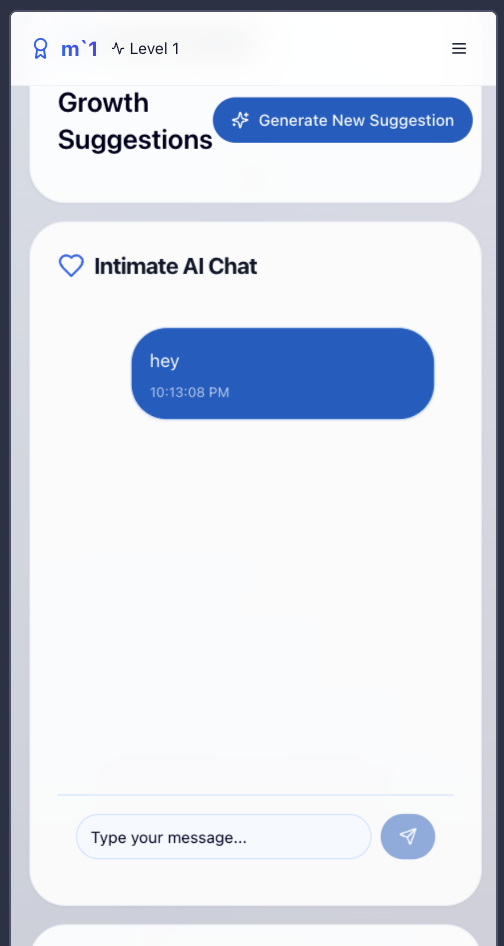 m`1 Level 1
Growth
Suggestions
Generate New Suggestion
Intimate AI Chat
hey
10:13:08 PM
Type your message...